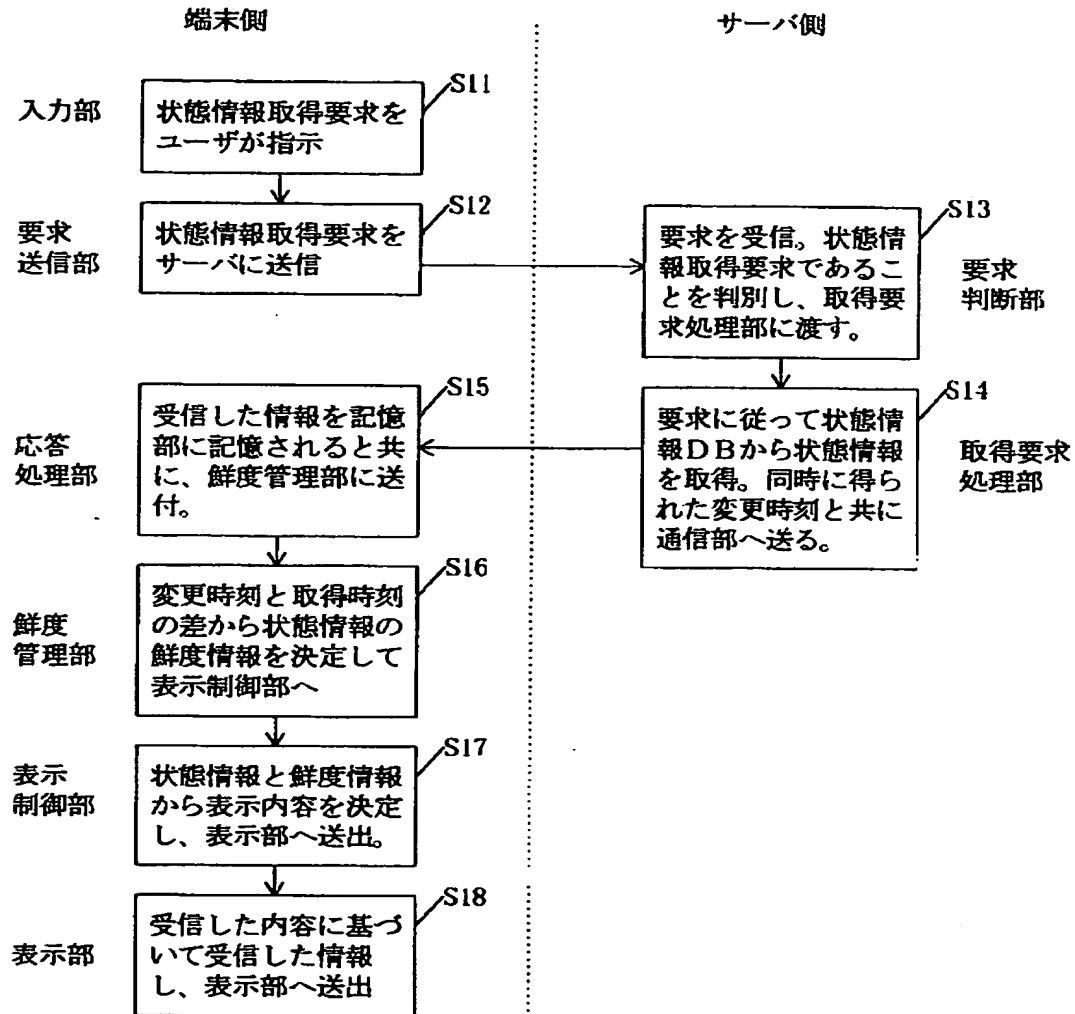 端末側
サーバ側
入力部
S11
状態情報取得要求を
ユーザが指示
要求
送信部
S12
状態情報取得要求を
サーバに送信
S13
要求を受信。状態情
報取得要求であるこ
とを判別し、取得要
求処理部に渡す。
要求
判断部
S14
要求に従って状態情
報DBから状態情報
を取得。同時に得ら
れた変更時刻と共に
通信部へ送る。
取得要求
処理部
応答
処理部
S15
受信した情報を記憶
部に記憶されると共
に、鮮度管理部に送
付。
鮮度
管理部
S16
変更時刻と取得時刻
の差から状態情報の
鮮度情報を決定して
表示制御部へ
表示
制御部
S17
状態情報と鮮度情報
から表示内容を決定
し、表示部へ送出。
表示部
S18
受信した内容に基づ
いて受信した情報
し、表示部へ送出